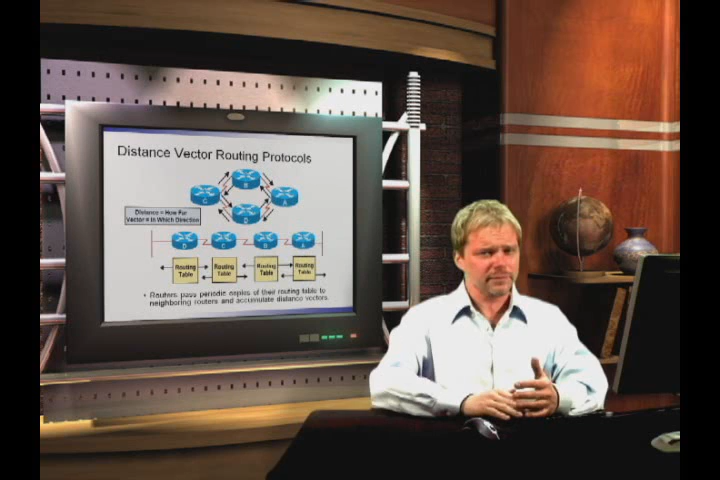 Distance Vector Routing Protocols
B
C
A
D
Distance = How Far
Vector = In Which Direction
D C B A
Routing Table
Routing Table
Routing Table
Routing Table
• Routers pass periodic copies of their routing table to
neighboring routers and accumulate distance vectors.